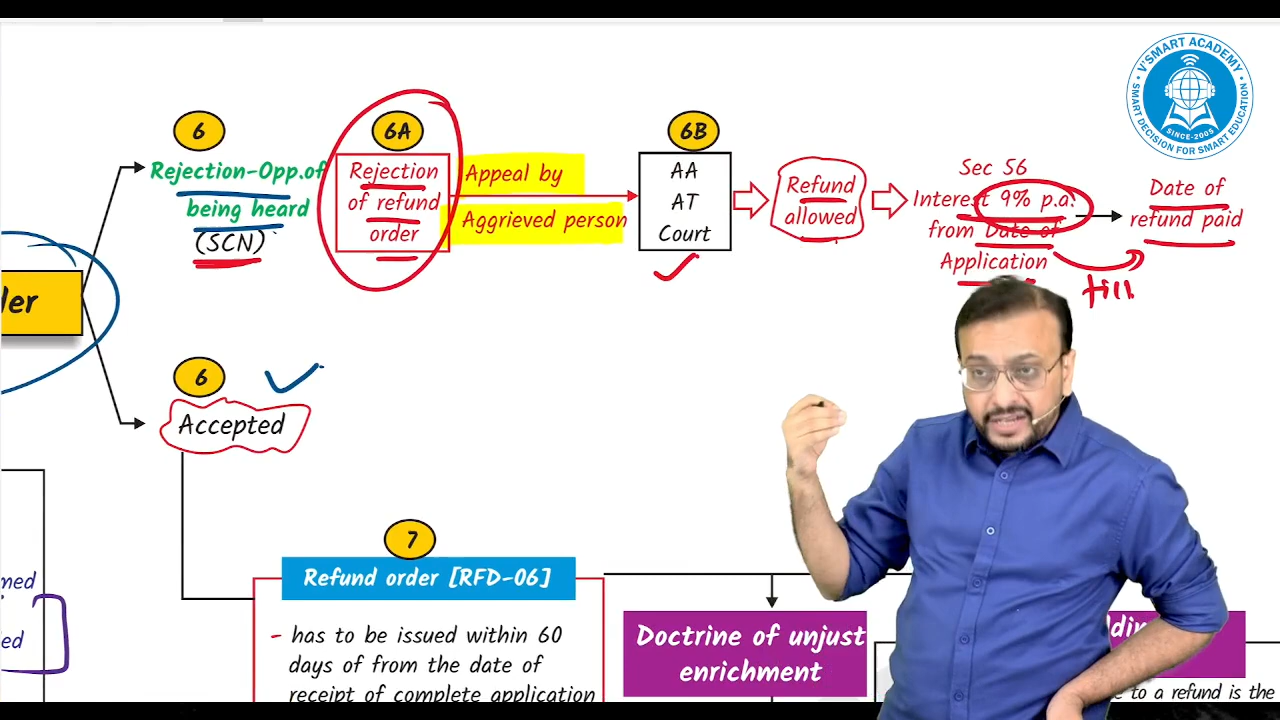 V'SMART ACADEMY
SMART DECISION FOR SMART EDUCATION
SINCE-2005
6
Rejection-Opp.of
being heard
(SCN)
6A
Rejection
of refund
order
Appeal by
Aggrieved person
6B
AA
AT
Court
Refund
allowed
Sec 56
Interest 9% p.a.
from Date of
Application
till
Date of
refund paid
6
Accepted
7
Refund order [RFD-06]
- has to be issued within 60
days of from the date of
receipt of complete application
Doctrine of unjust
enrichment
to a refund is the